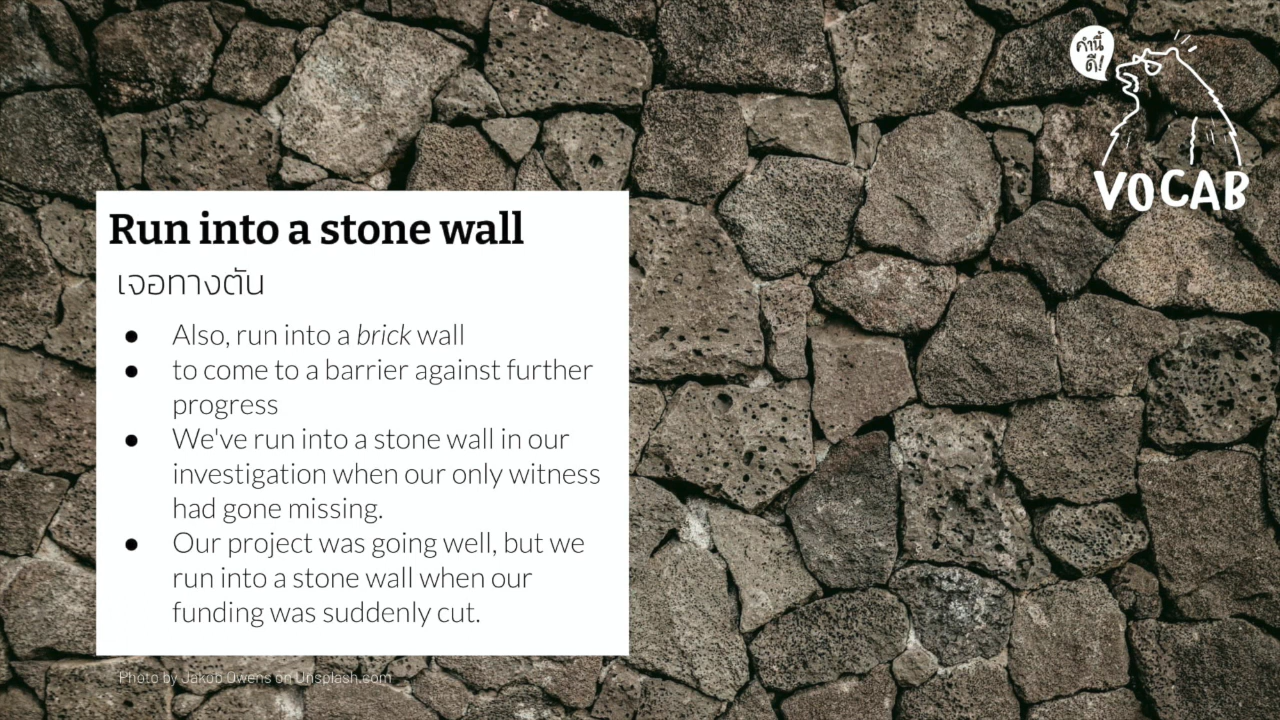 คำนี้
ดี!
VOCAB
Run into a stone wall
เจอทางตัน
● Also, run into a brick wall
● to come to a barrier against further
progress
● We've run into a stone wall in our
investigation when our only witness
had gone missing.
● Our project was going well, but we
run into a stone wall when our
funding was suddenly cut.
Photo by Jakob Owens on Unsplash.com